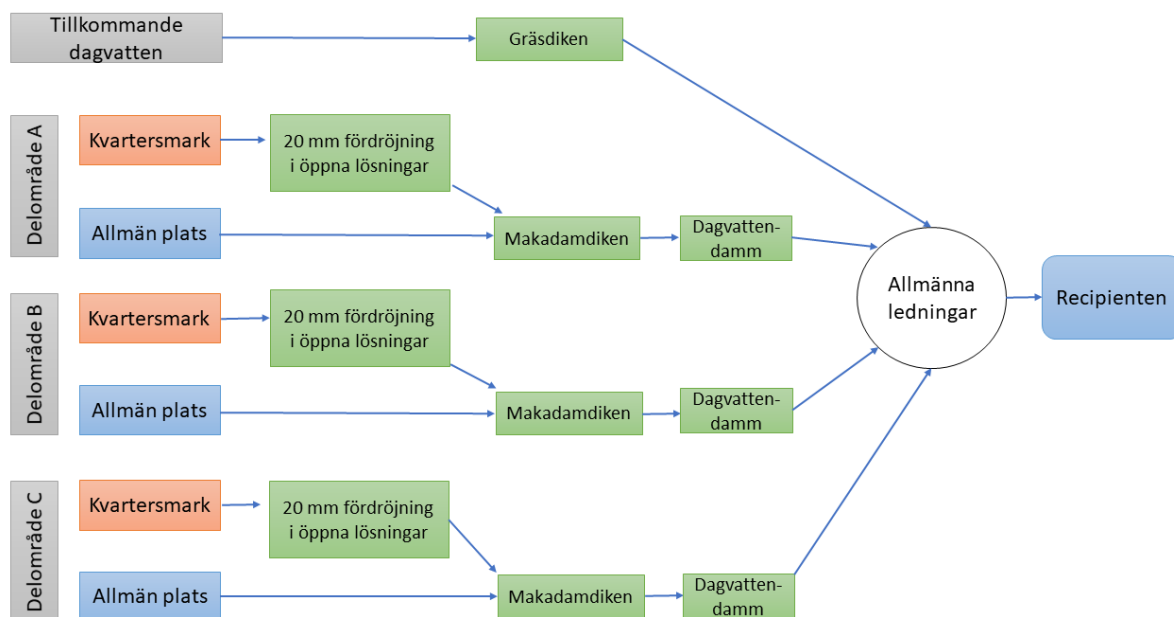 Tillkommande
dagvatten
Gräsdiken
Delområde A
Kvartersmark
20 mm fördröjning
i öppna lösningar
Allmän plats
Makadamdiken
Dagvatten-
damm
Delområde B
Kvartersmark
20 mm fördröjning
i öppna lösningar
Allmän plats
Makadamdiken
Dagvatten-
damm
Delområde C
Kvartersmark
20 mm fördröjning
i öppna lösningar
Allmän plats
Makadamdiken
Dagvatten-
damm
Allmänna
ledningar
Recipienten